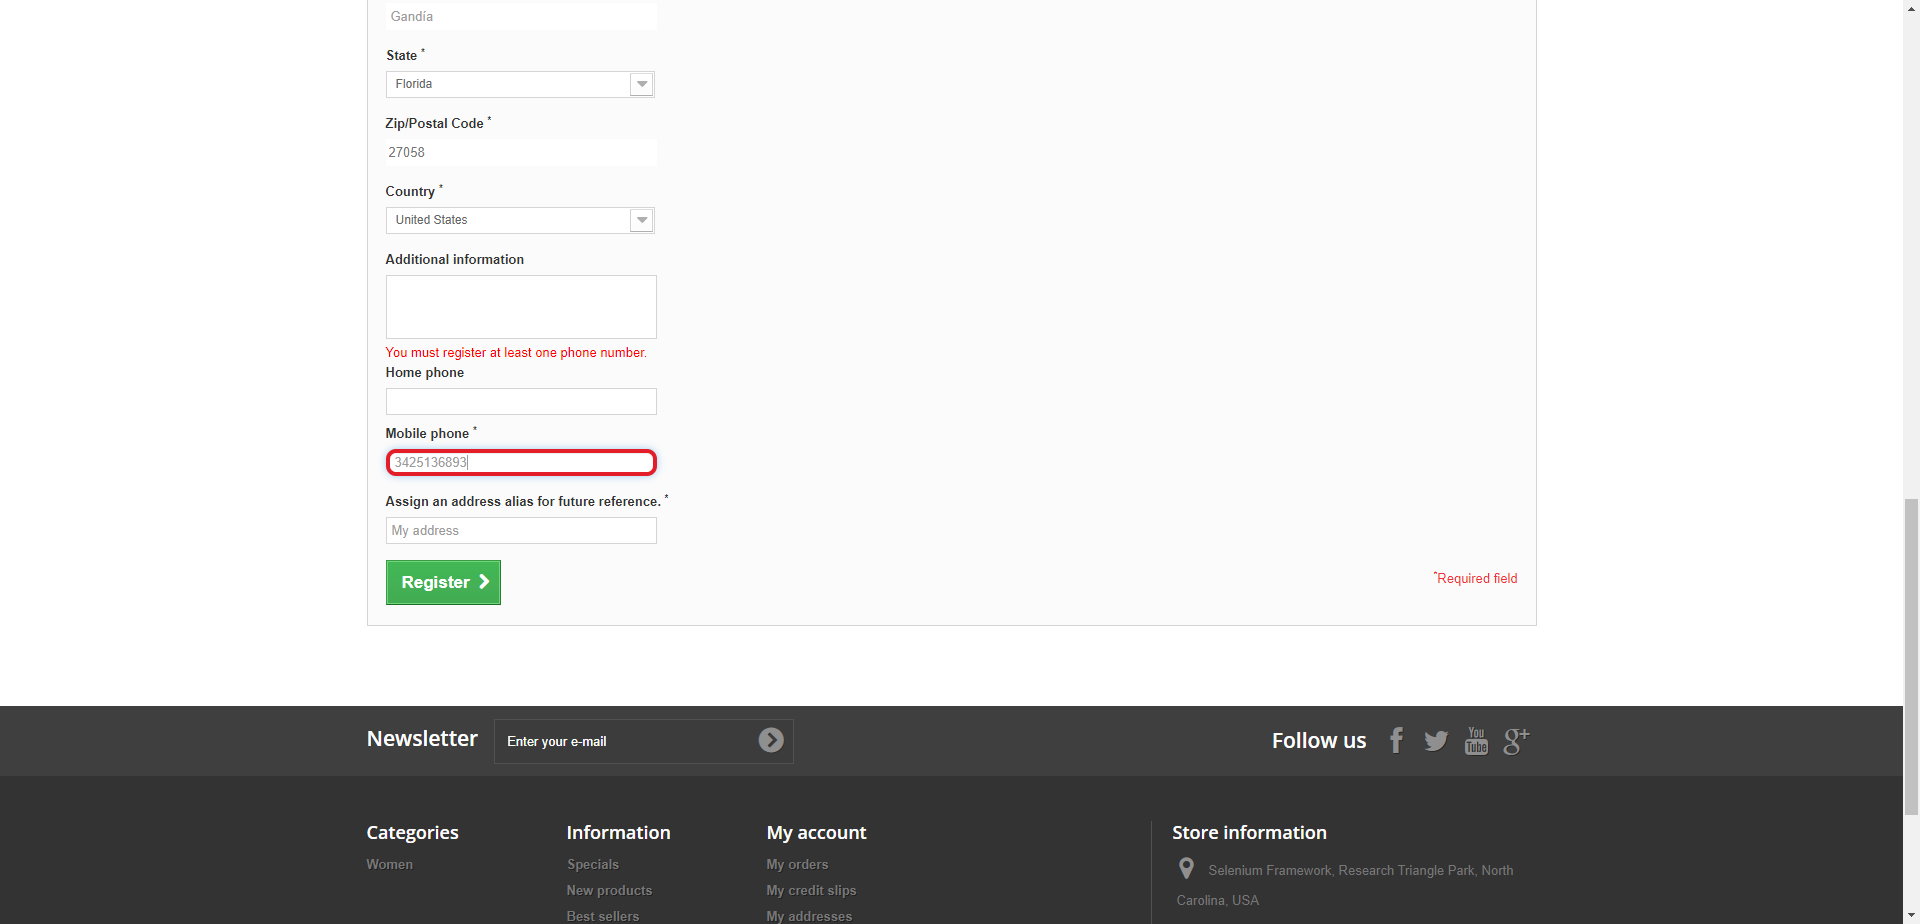 Gandía
State *
Florida
Zip/Postal Code *
27058
Country *
United States
Additional information
You must register at least one phone number.
Home phone
Mobile phone *
3425136893
Assign an address alias for future reference. *
My address
Register
*Required field
Newsletter
Enter your e-mail
Follow us
You
Tube
g+
Categories
Women
Information
Specials
New products
Best sellers
My account
My orders
My credit slips
My addresses
Store information
Selenium Framework, Research Triangle Park, North
Carolina, USA